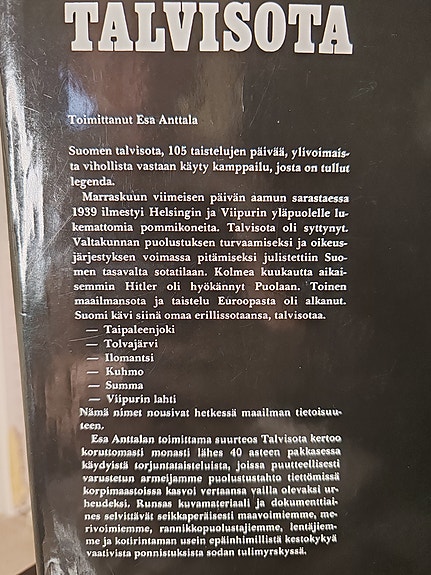 TALVISOTA
Toimittanut Esa Anttala
Suomen talvisota, 105 taistelujen päivää, ylivoimais-
ta vihollista vastaan käyty kamppailu, josta on tullut
legenda.
Marraskuun viimeisen päivän aamun sarastaessa
1939 ilmestyi Helsingin ja Viipurin yläpuolelle lu-
kemattomia pommikoneita. Talvisota oli syttynyt.
Valtakunnan puolustuksen turvaamiseksi ja oikeus-
järjestyksen voimassa pitämiseksi julistettiin Suo-
men tasavalta sotatilaan. Kolmea kuukautta aikai-
semmin Hitler oli hyökännyt Puolaan. Toinen
maailmansota ja taistelu Euroopasta oli alkanut.
Suomi kävi siinä omaa erillissotaansa, talvisotaa.
— Taipaleenjoki
— Tolvajärvi
— Ilomantsi
— Kuhmo
— Summa
— Viipurin lahti
Nämä nimet nousivat hetkessä maailman tietoisuu-
teen.
Esa Anttalan toimittama suurteos Talvisota kertoo
koruttomasti monasti lähes 40 asteen pakkasessa
käydyistä torjuntataisteluista, joissa puutteellisesti
varustetun armeijamme puolustustahto tiettömissä
korpimaastoissa kasvoi vertaansa vailla olevaksi ur-
heudeksi. Runsas kuvamateriaali ja dokumenttiai-
nes selvittävät seikkaperäisesti maavoimiemme, me-
rivoimiemme, rannikkopuolustajiemme, lentäjiem-
me ja kotirintaman usein epäinhimillistä kestokykyä
vaativista ponnistuksista sodan tulimyrskyssä.